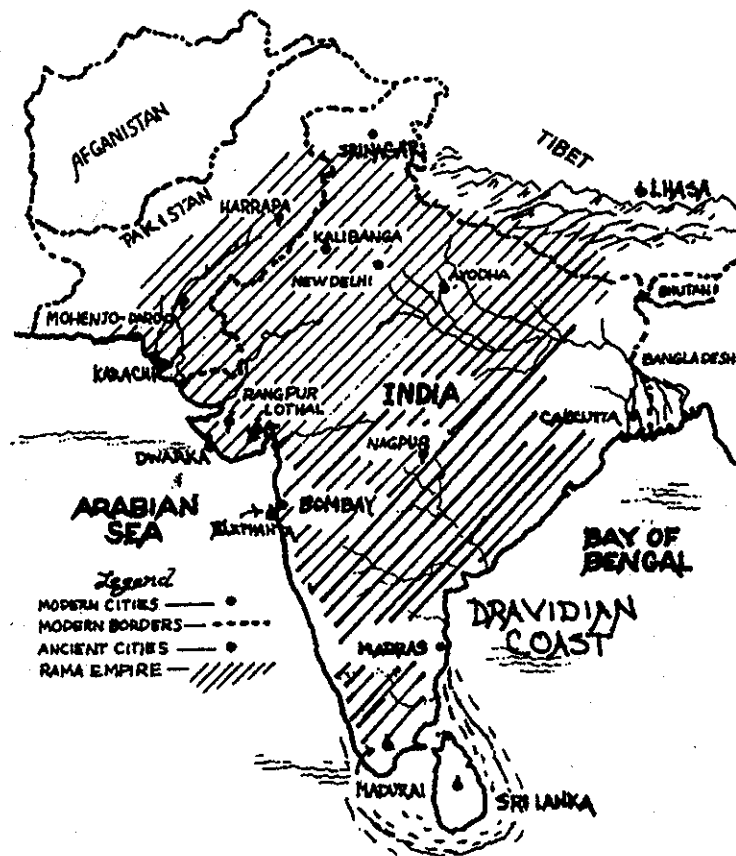 AFGANISTAN
TIBET
SRINAGAR
LHASA
PAKISTAN
HARRAPA
KALIBANGA
NEW DELHI
AYODHA
BHUTAN
MOHENJO-DAROO
BANGLADESH
KARACHI
RANGPUR
LOTHAL
INDIA
CALCUTTA
NAGPUR
DWARKA
ARABIAN
SEA
BOMBAY
BAY OF
BENGAL
Legend
MODERN CITIES
MODERN BORDERS
ANCIENT CITIES
RAMA EMPIRE
DRAVIDIAN
COAST
MADRAS
MADURAI
SRI LANKA